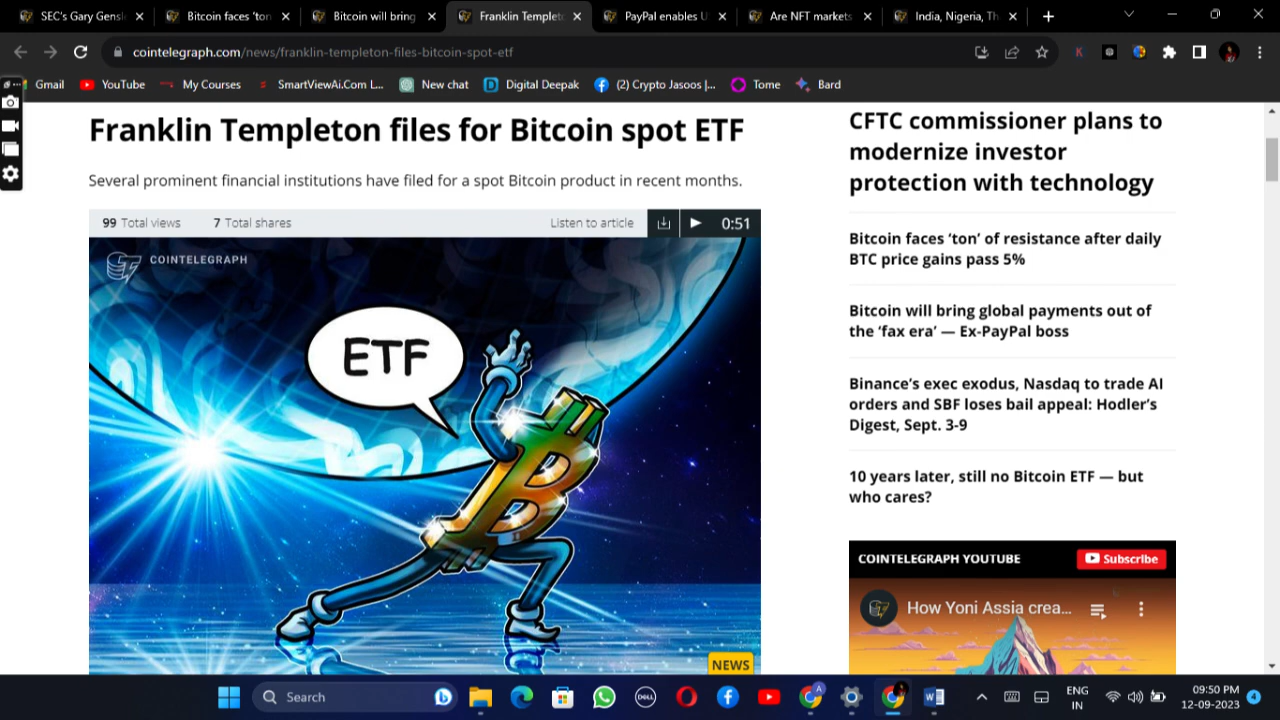 SEC's Gary Gensl
Bitcoin faces 'ton'
Bitcoin will bring
Franklin Templeto
PayPal enables U
Are NFT markets
India, Nigeria, Th
cointelegraph.com/news/franklin-templeton-files-bitcoin-spot-etf
Gmail
YouTube
My Courses
SmartViewAi.Com L...
New chat
Digital Deepak
(2) Crypto Jasoos |...
Tome
Bard
Franklin Templeton files for Bitcoin spot ETF
Several prominent financial institutions have filed for a spot Bitcoin product in recent months.
99 Total views
7 Total shares
Listen to article
0:51
COINTELEGRAPH
ETF
NEWS
CFTC commissioner plans to
modernize investor
protection with technology
Bitcoin faces ‘ton’ of resistance after daily
BTC price gains pass 5%
Bitcoin will bring global payments out of
the ‘fax era’ — Ex-PayPal boss
Binance’s exec exodus, Nasdaq to trade AI
orders and SBF loses bail appeal: Hodler’s
Digest, Sept. 3-9
10 years later, still no Bitcoin ETF — but
who cares?
COINTELEGRAPH YOUTUBE
Subscribe
How Yoni Assia crea...
Search
DELL
ENG
IN
09:50 PM
12-09-2023
4